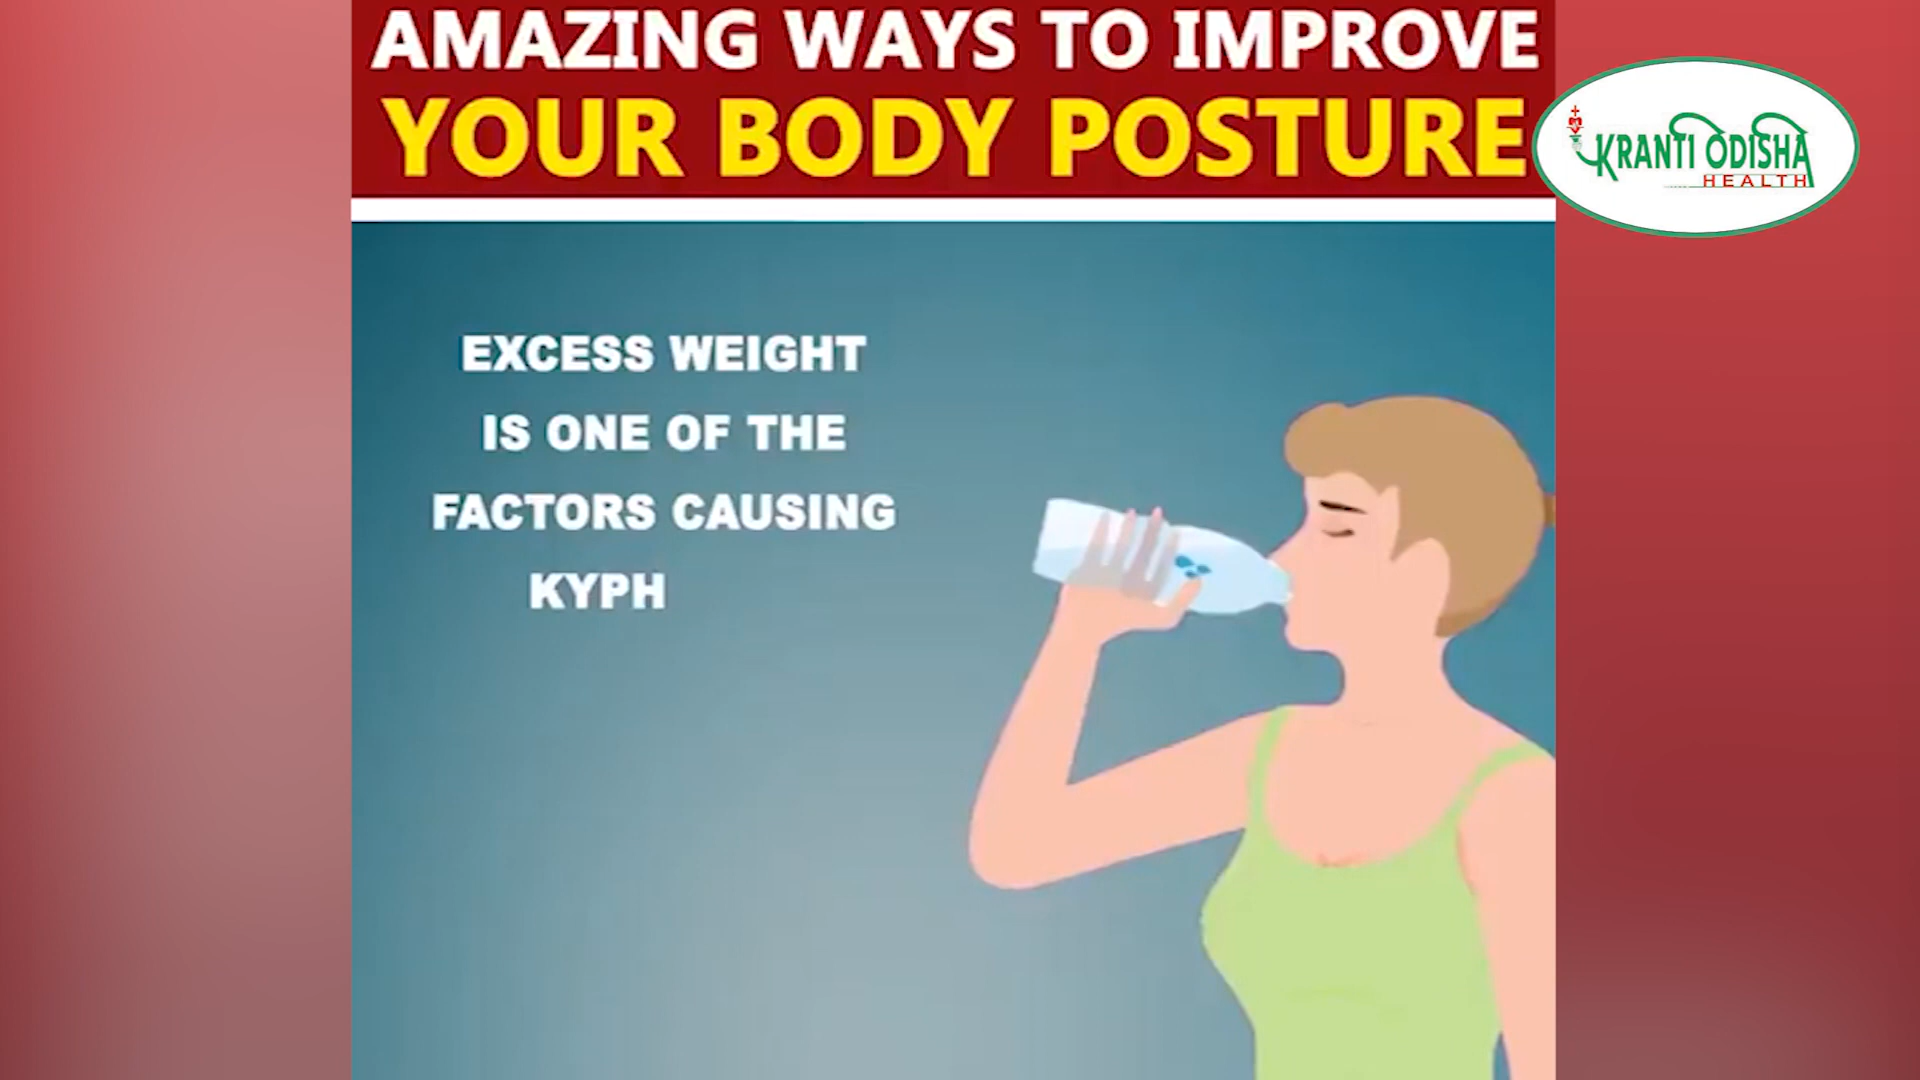 AMAZING WAYS TO IMPROVE
YOUR BODY POSTURE
KRANTI ODISHA
HEALTH
EXCESS WEIGHT
IS ONE OF THE
FACTORS CAUSING
KYPH